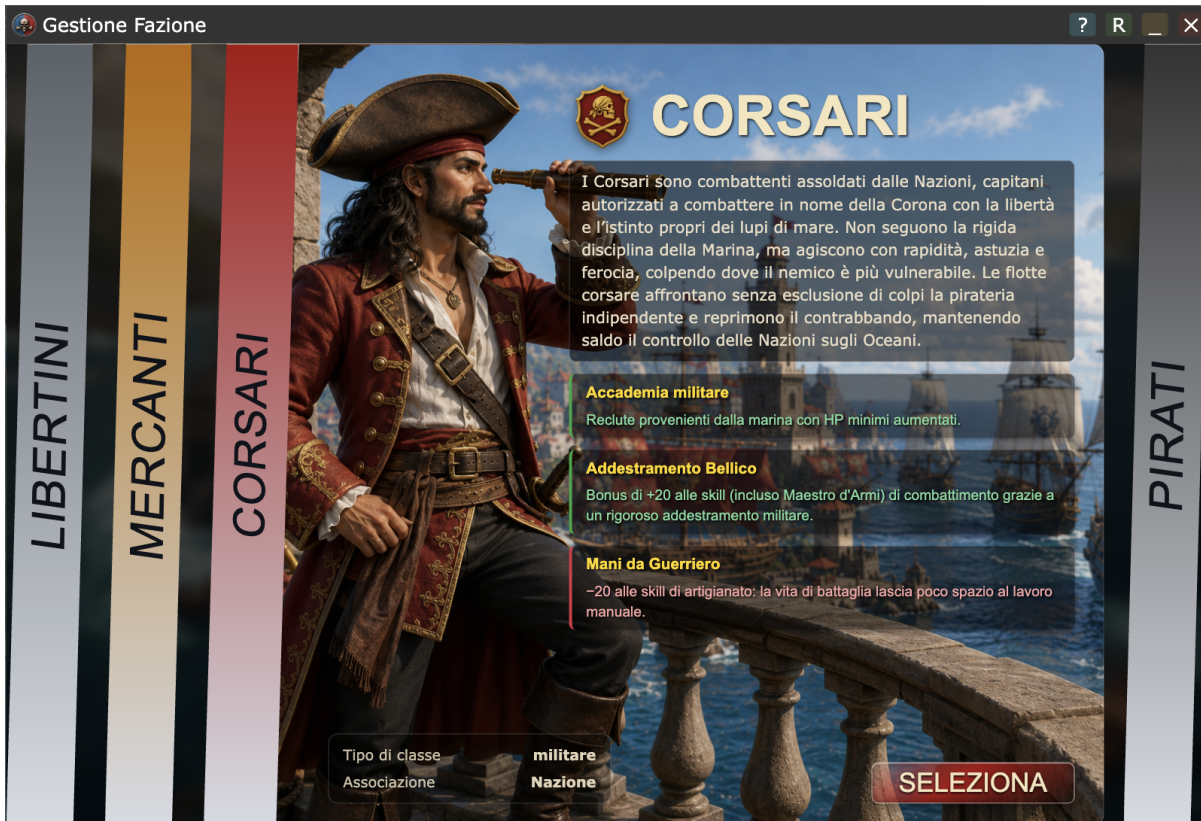 Gestione Fazione
? R _ X
LIBERTINI
MERCANTI
CORSARI
CORSARI
I Corsari sono combattenti assoldati dalle Nazioni, capitani
autorizzati a combattere in nome della Corona con la libertà
e l'istinto propri dei lupi di mare. Non seguono la rigida
disciplina della Marina, ma agiscono con rapidità, astuzia e
ferocia, colpendo dove il nemico è più vulnerabile. Le flotte
corsare affrontano senza esclusione di colpi la pirateria
indipendente e reprimono il contrabbando, mantenendo
saldo il controllo delle Nazioni sugli Oceani.
Accademia militare
Reclute provenienti dalla marina con HP minimi aumentati.
Addestramento Bellico
Bonus di +20 alle skill (incluso Maestro d'Armi) di combattimento grazie a
un rigoroso addestramento militare.
Mani da Guerriero
−20 alle skill di artigianato: la vita di battaglia lascia poco spazio al lavoro
manuale.
Tipo di classe militare
Associazione Nazione
SELEZIONA
PIRATI